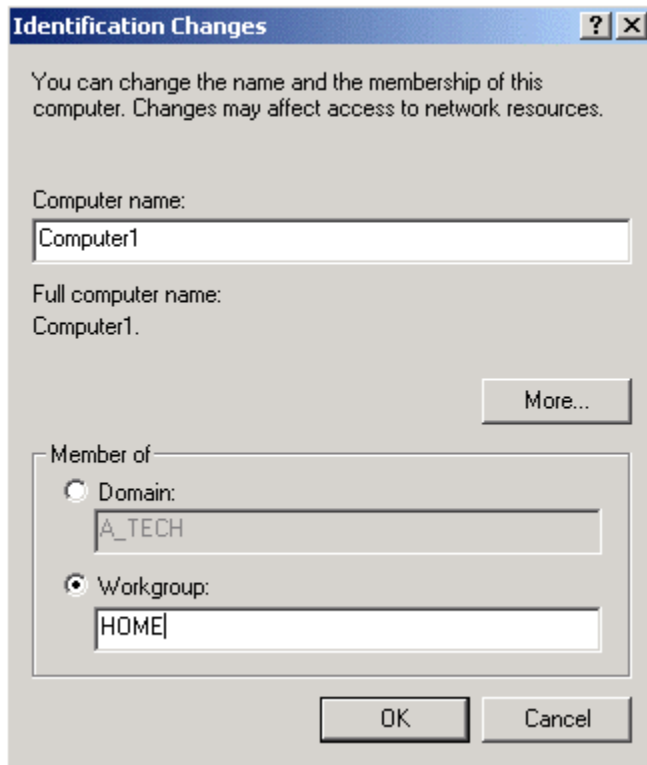 Identification Changes
You can change the name and the membership of this
computer. Changes may affect access to network resources.
Computer name:
Computer1
Full computer name:
Computer1.
More...
Member of
Domain:
A_TECH
Workgroup:
HOME
OK Cancel